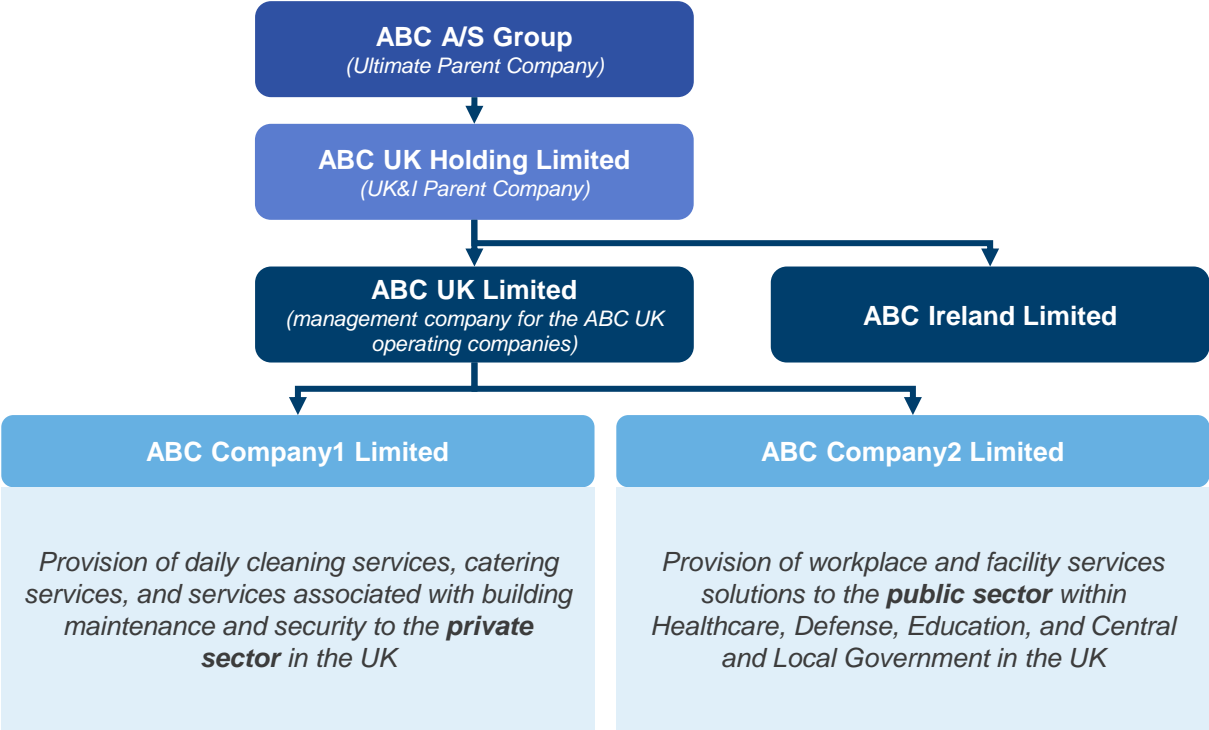 ABC A/S Group
(Ultimate Parent Company)
ABC UK Holding Limited
(UK&I Parent Company)
ABC UK Limited
(management company for the ABC UK
operating companies)
ABC Ireland Limited
ABC Company1 Limited
Provision of daily cleaning services, catering
services, and services associated with building
maintenance and security to the private
sector in the UK
ABC Company2 Limited
Provision of workplace and facility services
solutions to the public sector within
Healthcare, Defense, Education, and Central
and Local Government in the UK